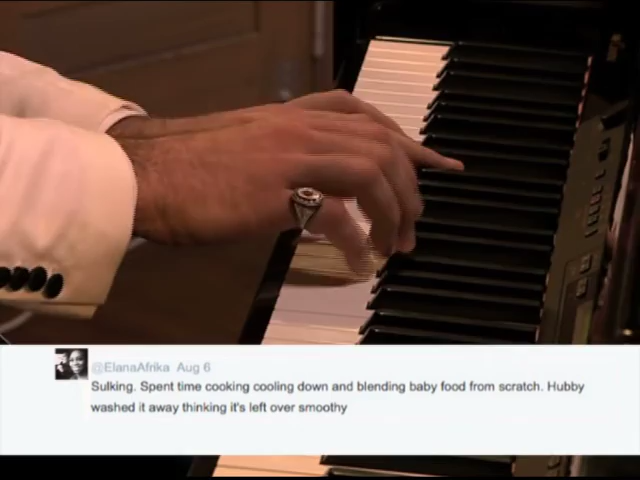 @ElanaAfrika Aug 6
Sulking. Spent time cooking cooling down and blending baby food from scratch. Hubby
washed it away thinking it's left over smoothy